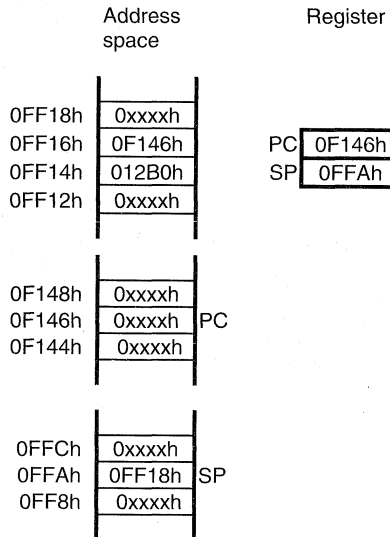 Address Register
space
0FF18h 0xxxxh
0FF16h 0F146h PC 0F146h
0FF14h 012B0h SP 0FFAh
0FF12h 0xxxxh
0F148h 0xxxxh
0F146h 0xxxxh PC
0F144h 0xxxxh
0FFCh 0xxxxh
0FFAh 0FF18h SP
0FF8h 0xxxxh